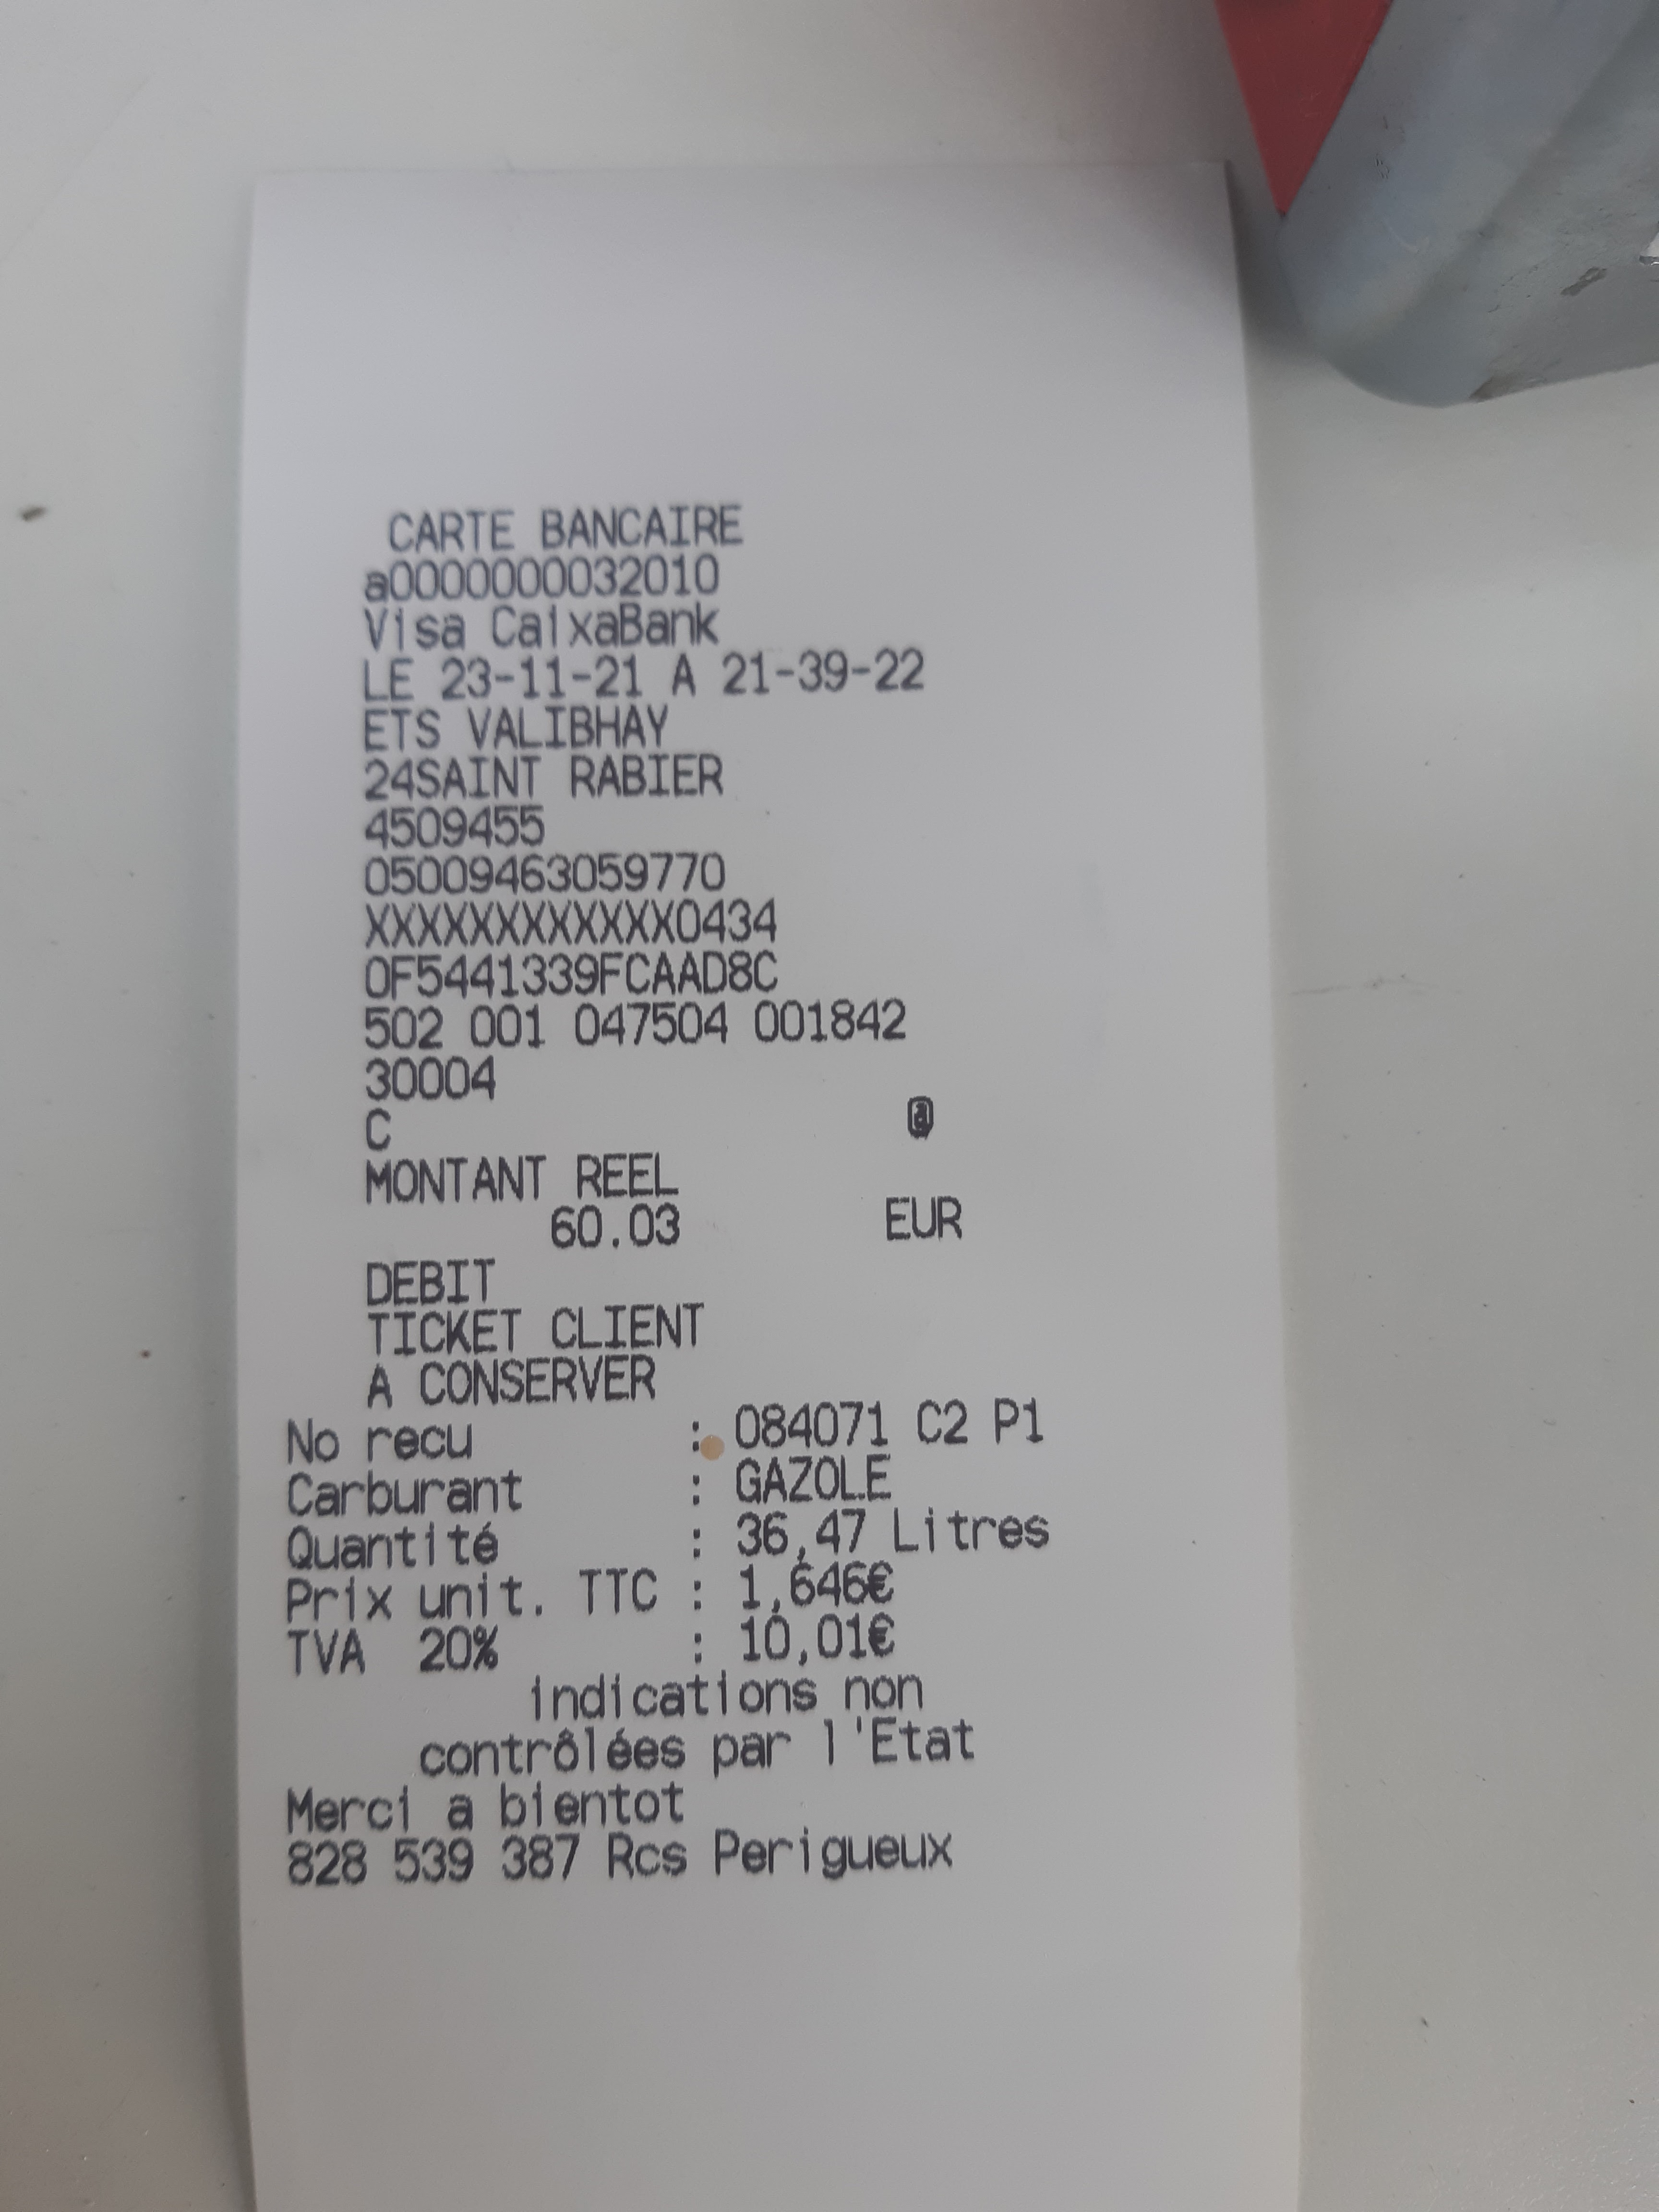 CARTE BANCAIRE
a0000000032010
Visa CaixaBank
LE 23-11-21 A 21-39-22
ETS VALIBHAY
24SAINT RABIER
4509455
05009463059770
XXXXXXXXXXXX0434
0F5441339FCAAD8C
502 001 047504 001842
30004
C @
MONTANT REEL
60.03 EUR
DEBIT
TICKET CLIENT
A CONSERVER
No recu : 084071 C2 P1
Carburant : GAZOLE
Quantité : 36,47 Litres
Prix unit. TTC : 1,646€
TVA 20% : 10,01€
indications non
contrôlées par l'Etat
Merci a bientot
828 539 387 Rcs Perigueux